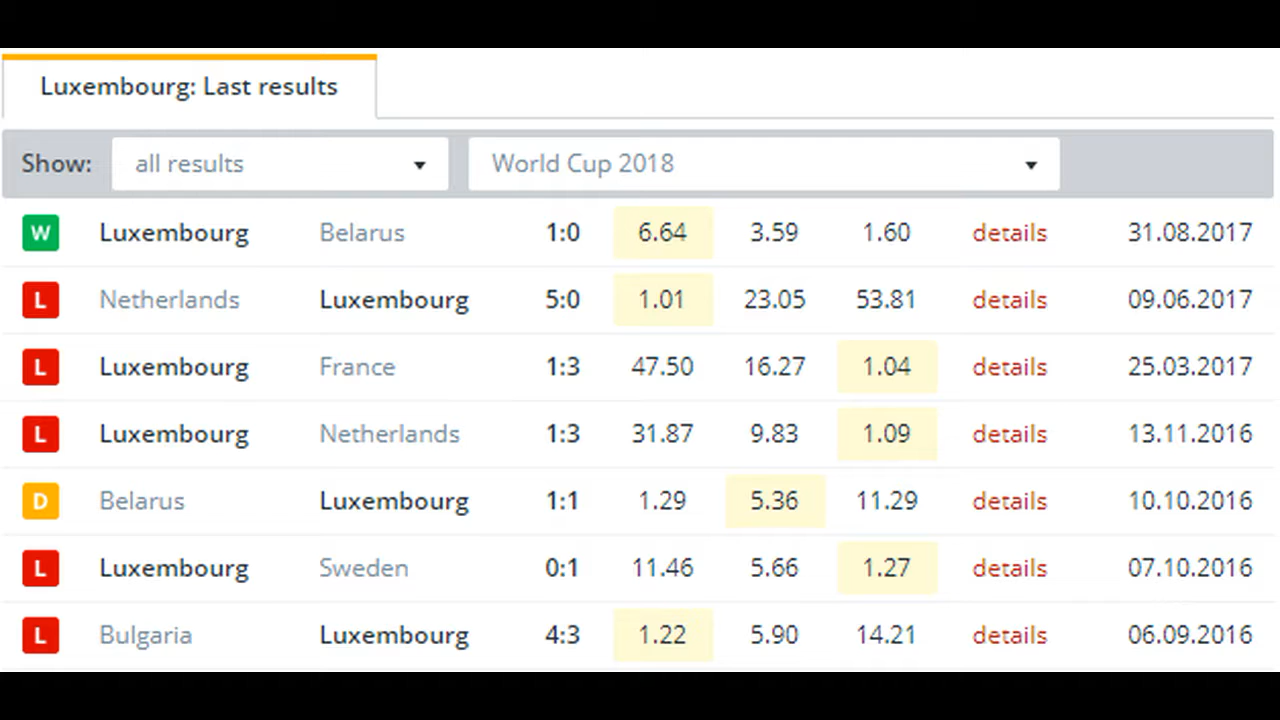 Luxembourg: Last results
Show: all results World Cup 2018
W Luxembourg Belarus 1:0 6.64 3.59 1.60 details 31.08.2017
L Netherlands Luxembourg 5:0 1.01 23.05 53.81 details 09.06.2017
L Luxembourg France 1:3 47.50 16.27 1.04 details 25.03.2017
L Luxembourg Netherlands 1:3 31.87 9.83 1.09 details 13.11.2016
D Belarus Luxembourg 1:1 1.29 5.36 11.29 details 10.10.2016
L Luxembourg Sweden 0:1 11.46 5.66 1.27 details 07.10.2016
L Bulgaria Luxembourg 4:3 1.22 5.90 14.21 details 06.09.2016